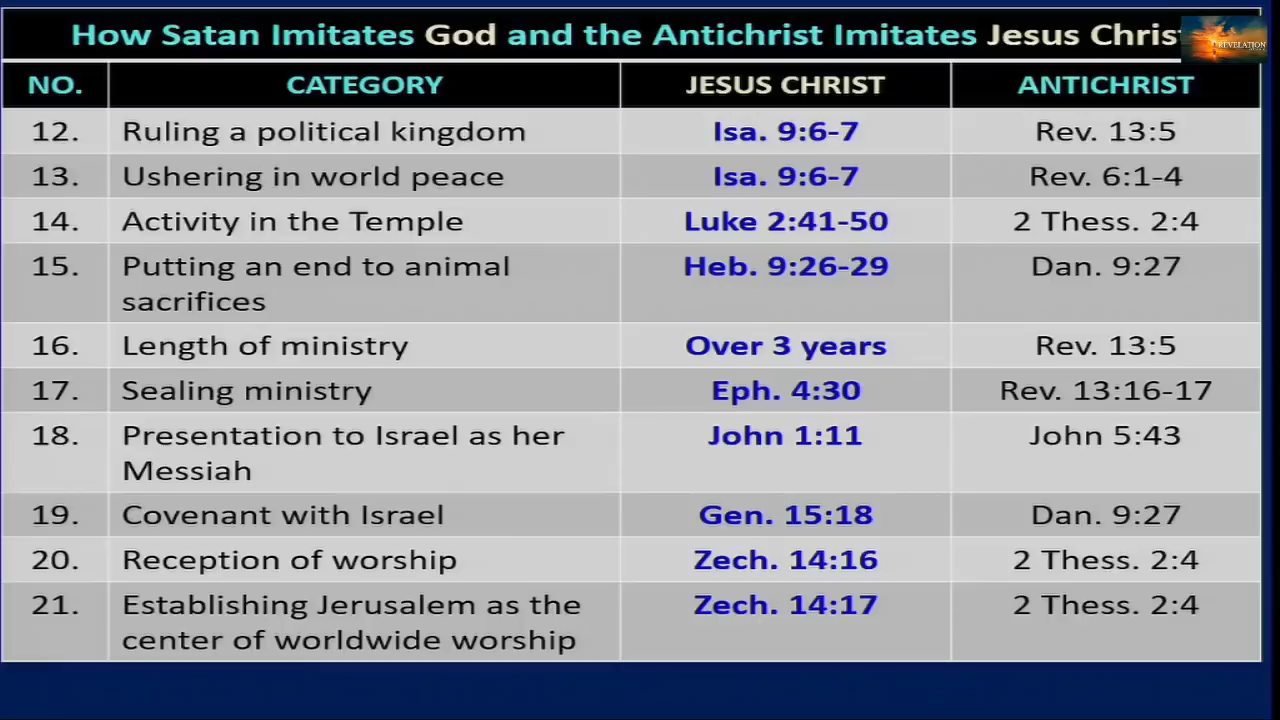 How Satan Imitates God and the Antichrist Imitates Jesus Chris
REVELATION
NO. CATEGORY JESUS CHRIST ANTICHRIST
12. Ruling a political kingdom Isa. 9:6-7 Rev. 13:5
13. Ushering in world peace Isa. 9:6-7 Rev. 6:1-4
14. Activity in the Temple Luke 2:41-50 2 Thess. 2:4
15. Putting an end to animal Heb. 9:26-29 Dan. 9:27
sacrifices
16. Length of ministry Over 3 years Rev. 13:5
17. Sealing ministry Eph. 4:30 Rev. 13:16-17
18. Presentation to Israel as her John 1:11 John 5:43
Messiah
19. Covenant with Israel Gen. 15:18 Dan. 9:27
20. Reception of worship Zech. 14:16 2 Thess. 2:4
21. Establishing Jerusalem as the Zech. 14:17 2 Thess. 2:4
center of worldwide worship